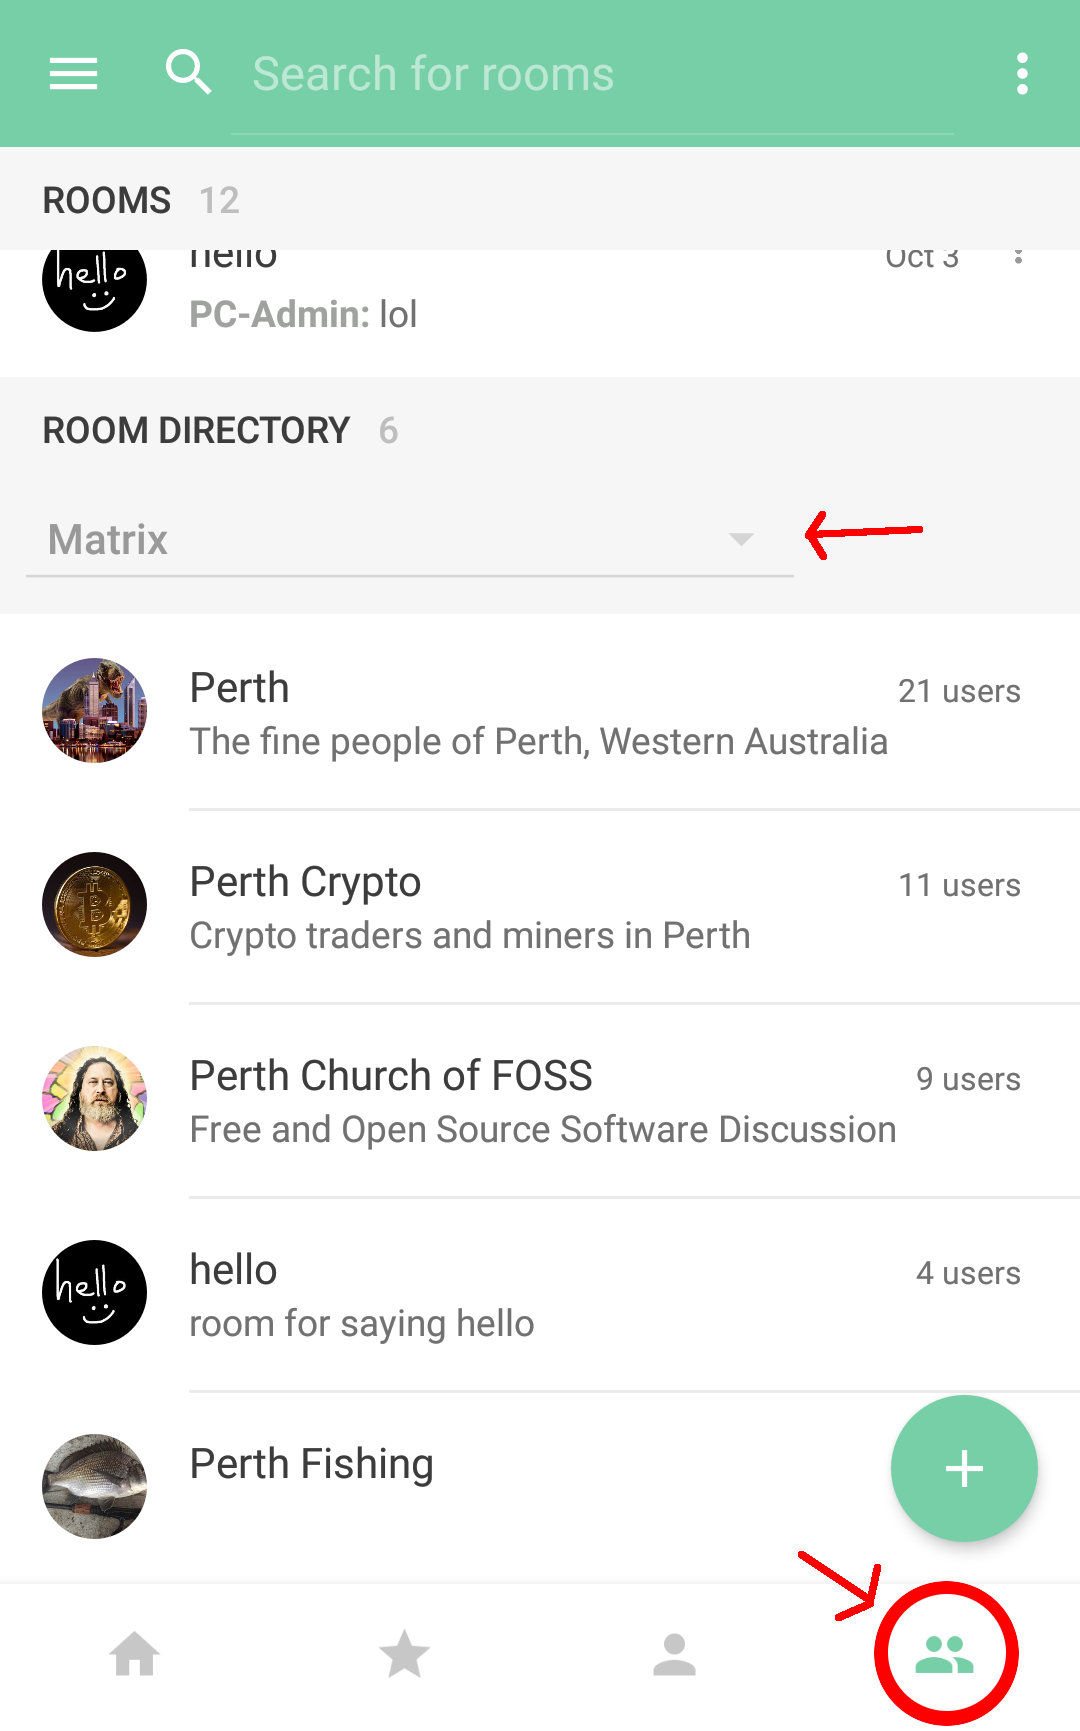 Search for rooms
ROOMS 12
hello
hello Oct 3
PC-Admin: lol
ROOM DIRECTORY 6
Matrix
Perth 21 users
The fine people of Perth, Western Australia
Perth Crypto 11 users
Crypto traders and miners in Perth
Perth Church of FOSS 9 users
Free and Open Source Software Discussion
hello
hello 4 users
room for saying hello
Perth Fishing